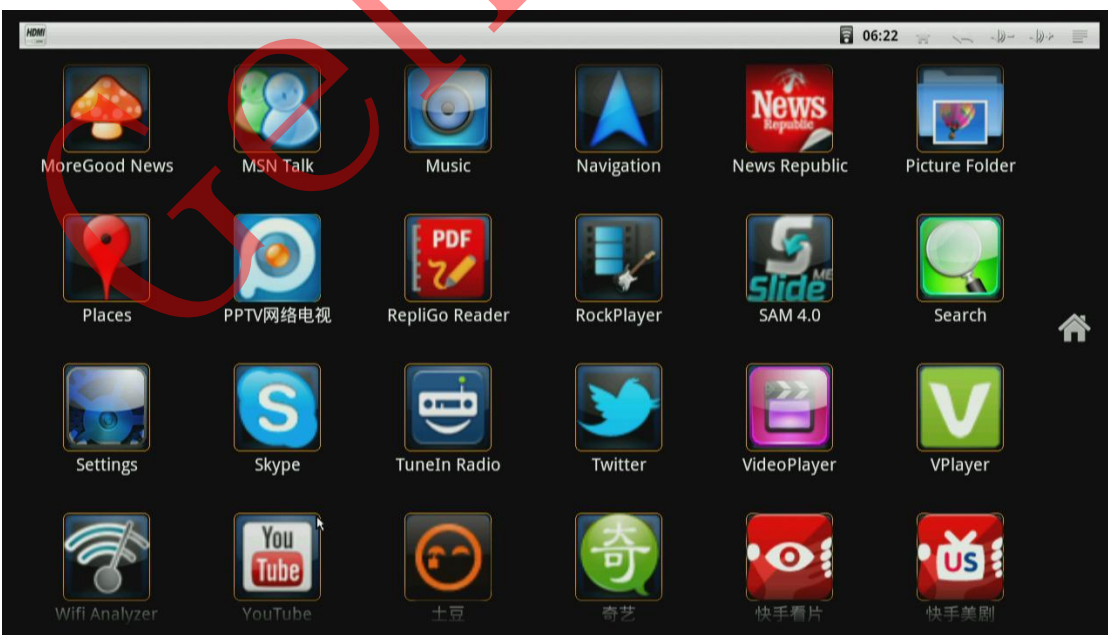 HDMI
06:22
News
Republic
MoreGood News
MSN Talk
Music
Navigation
News Republic
Picture Folder
PDF
Slide ME
Places
PPTV网络电视
RepliGo Reader
RockPlayer
SAM 4.0
Search
S
V
Settings
Skype
TuneIn Radio
Twitter
VideoPlayer
VPlayer
You
Tube
奇
US
Wifi Analyzer
YouTube
土豆
奇艺
快手看片
快手美剧